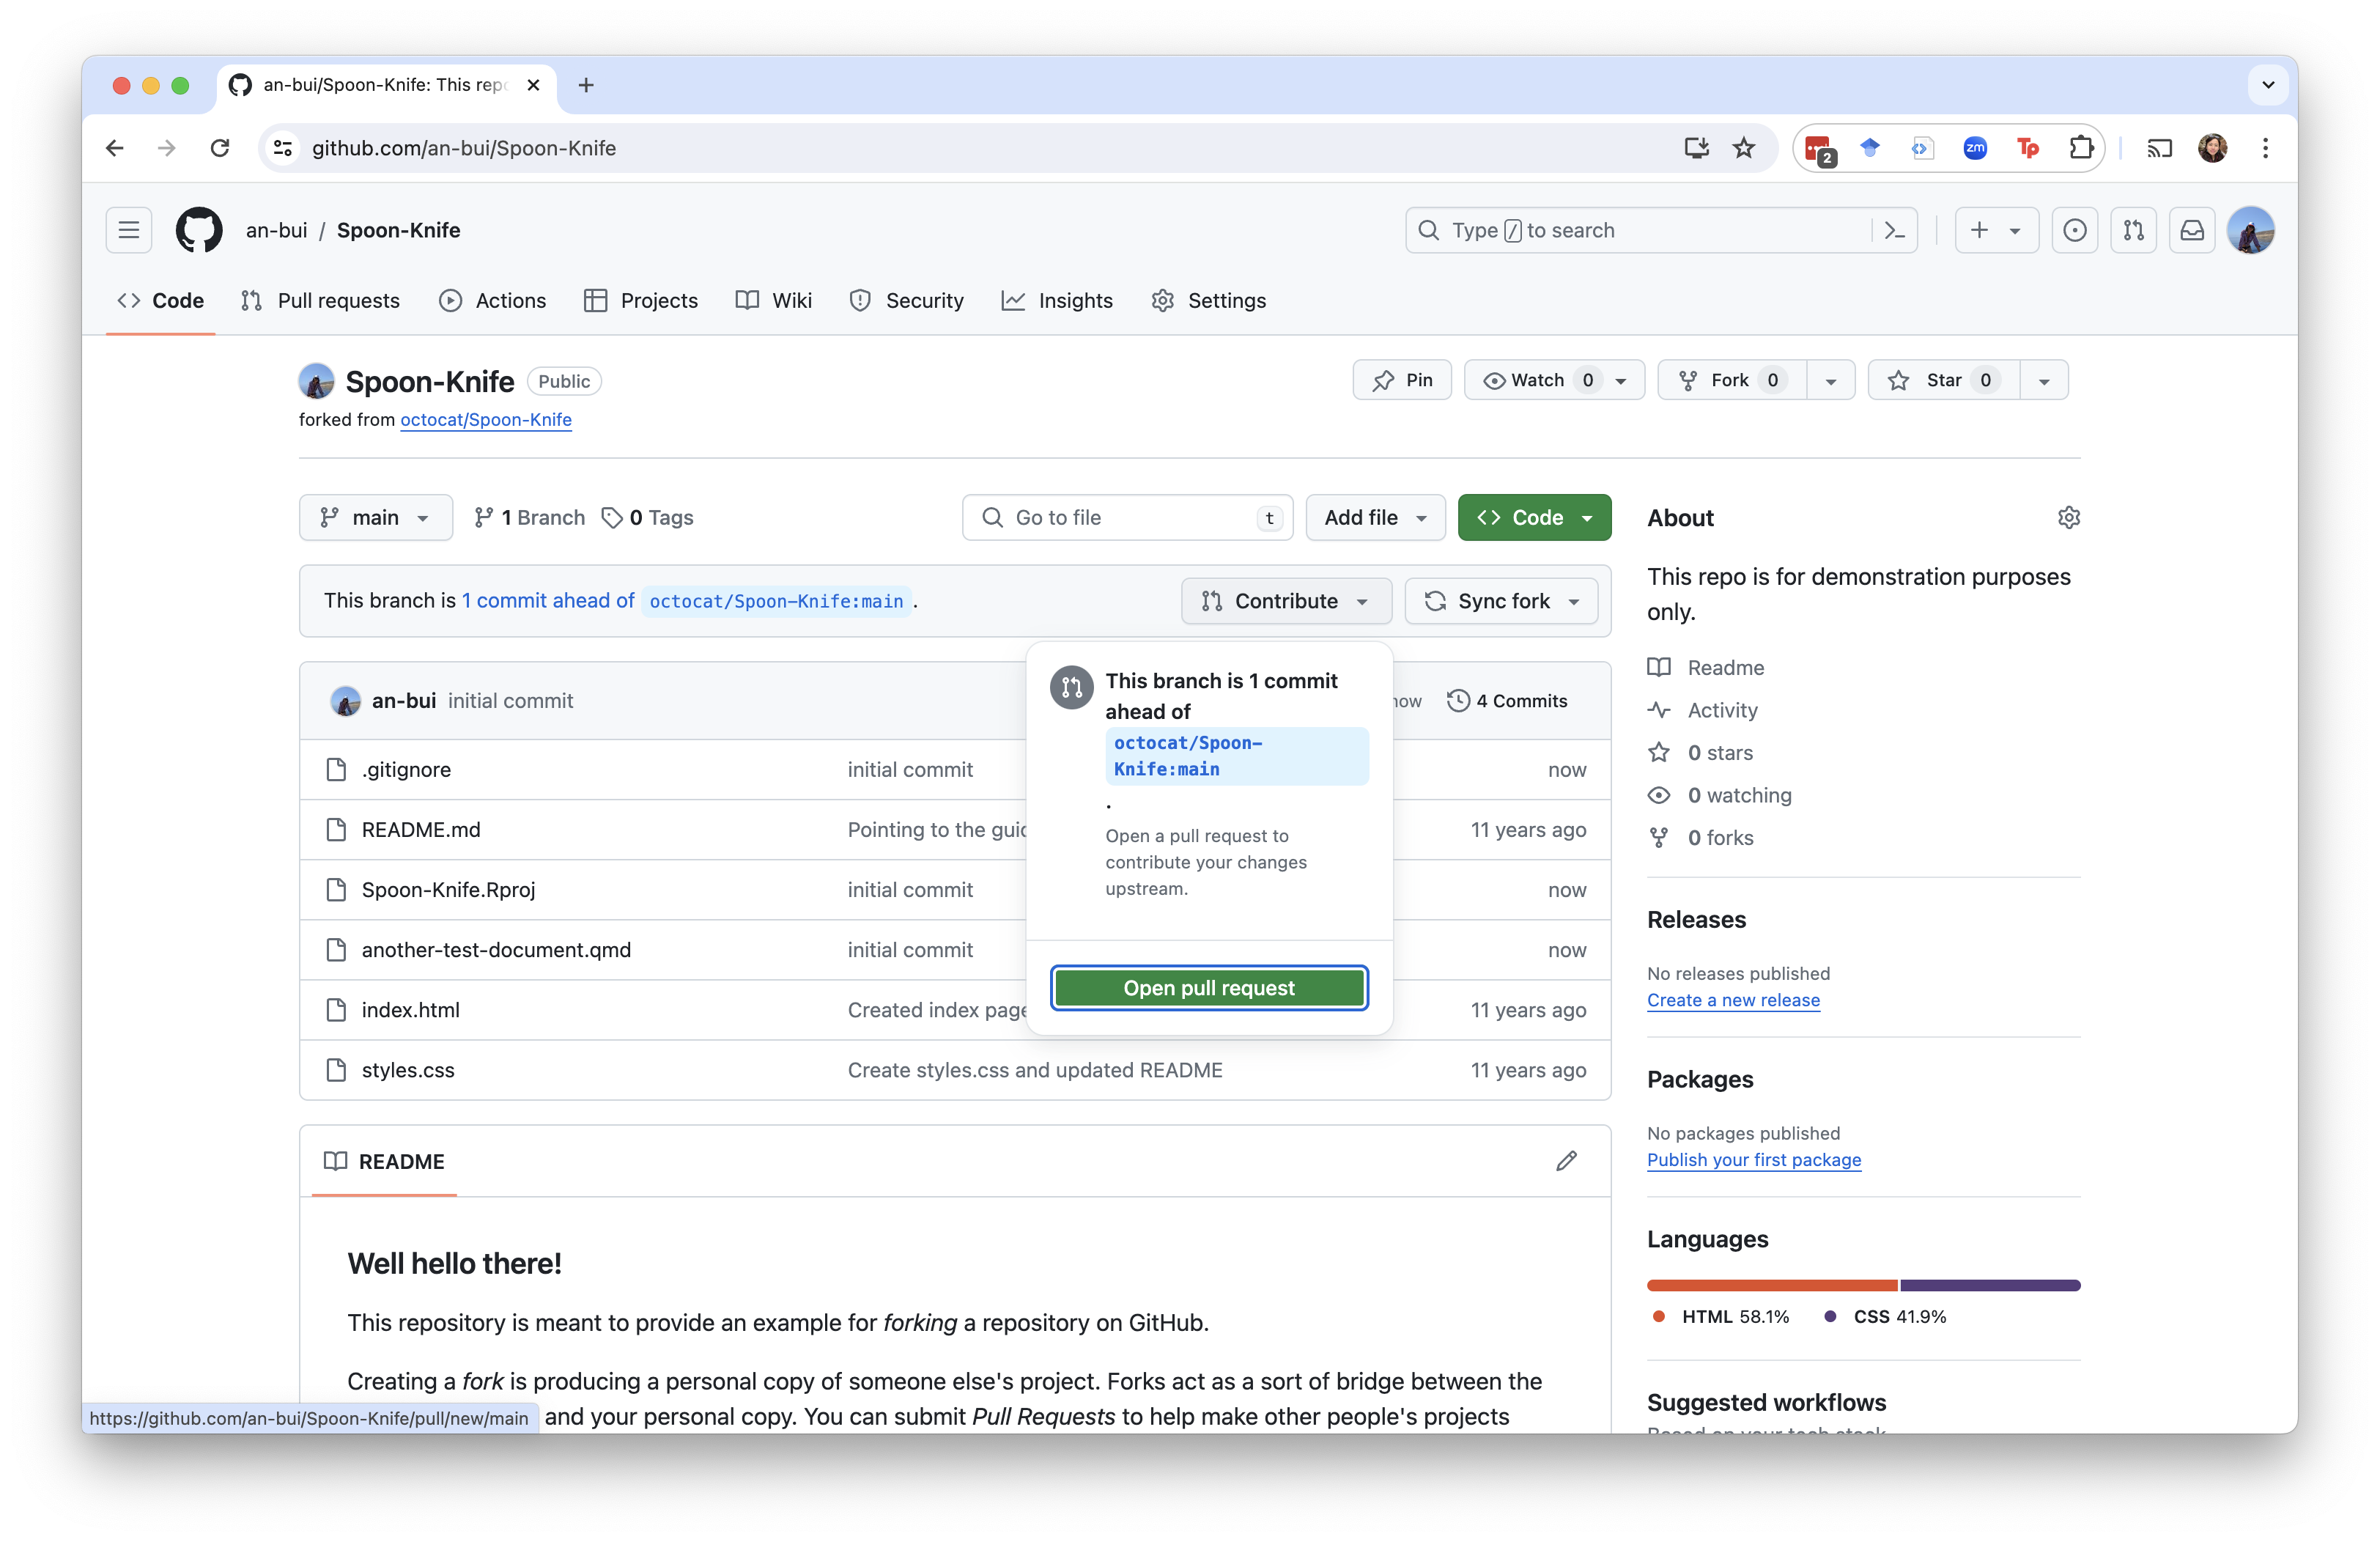 an-bui/Spoon-Knife: This repo
github.com/an-bui/Spoon-Knife
2
zm
Tp
an-bui / Spoon-Knife
Type / to search
Code
Pull requests
Actions
Projects
Wiki
Security
Insights
Settings
Spoon-Knife Public
Pin
Watch 0
Fork 0
Star 0
forked from octocat/Spoon-Knife
main
1 Branch
0 Tags
Go to file t
Add file
Code
This branch is 1 commit ahead of octocat/Spoon-Knife:main .
Contribute
Sync fork
This branch is 1 commit
ahead of
octocat/Spoon-
Knife:main
.
Open a pull request to
contribute your changes
upstream.
Open pull request
an-bui initial commit
now
4 Commits
.gitignore initial commit now
README.md Pointing to the 11 years ago
Spoon-Knife.Rproj initial commit now
another-test-document.qmd initial commit now
index.html Created index page 11 years ago
styles.css Create styles.css and updated README 11 years ago
README
Well hello there!
This repository is meant to provide an example for forking a repository on GitHub.
Creating a fork is producing a personal copy of someone else's project. Forks act as a sort of bridge between the
and your personal copy. You can submit Pull Requests to help make other people's projects
https://github.com/an-bui/Spoon-Knife/pull/new/main
About
This repo is for demonstration purposes
only.
Readme
Activity
0 stars
0 watching
0 forks
Releases
No releases published
Create a new release
Packages
No packages published
Publish your first package
Languages
HTML 58.1%
CSS 41.9%
Suggested workflows
Based on your tech stack